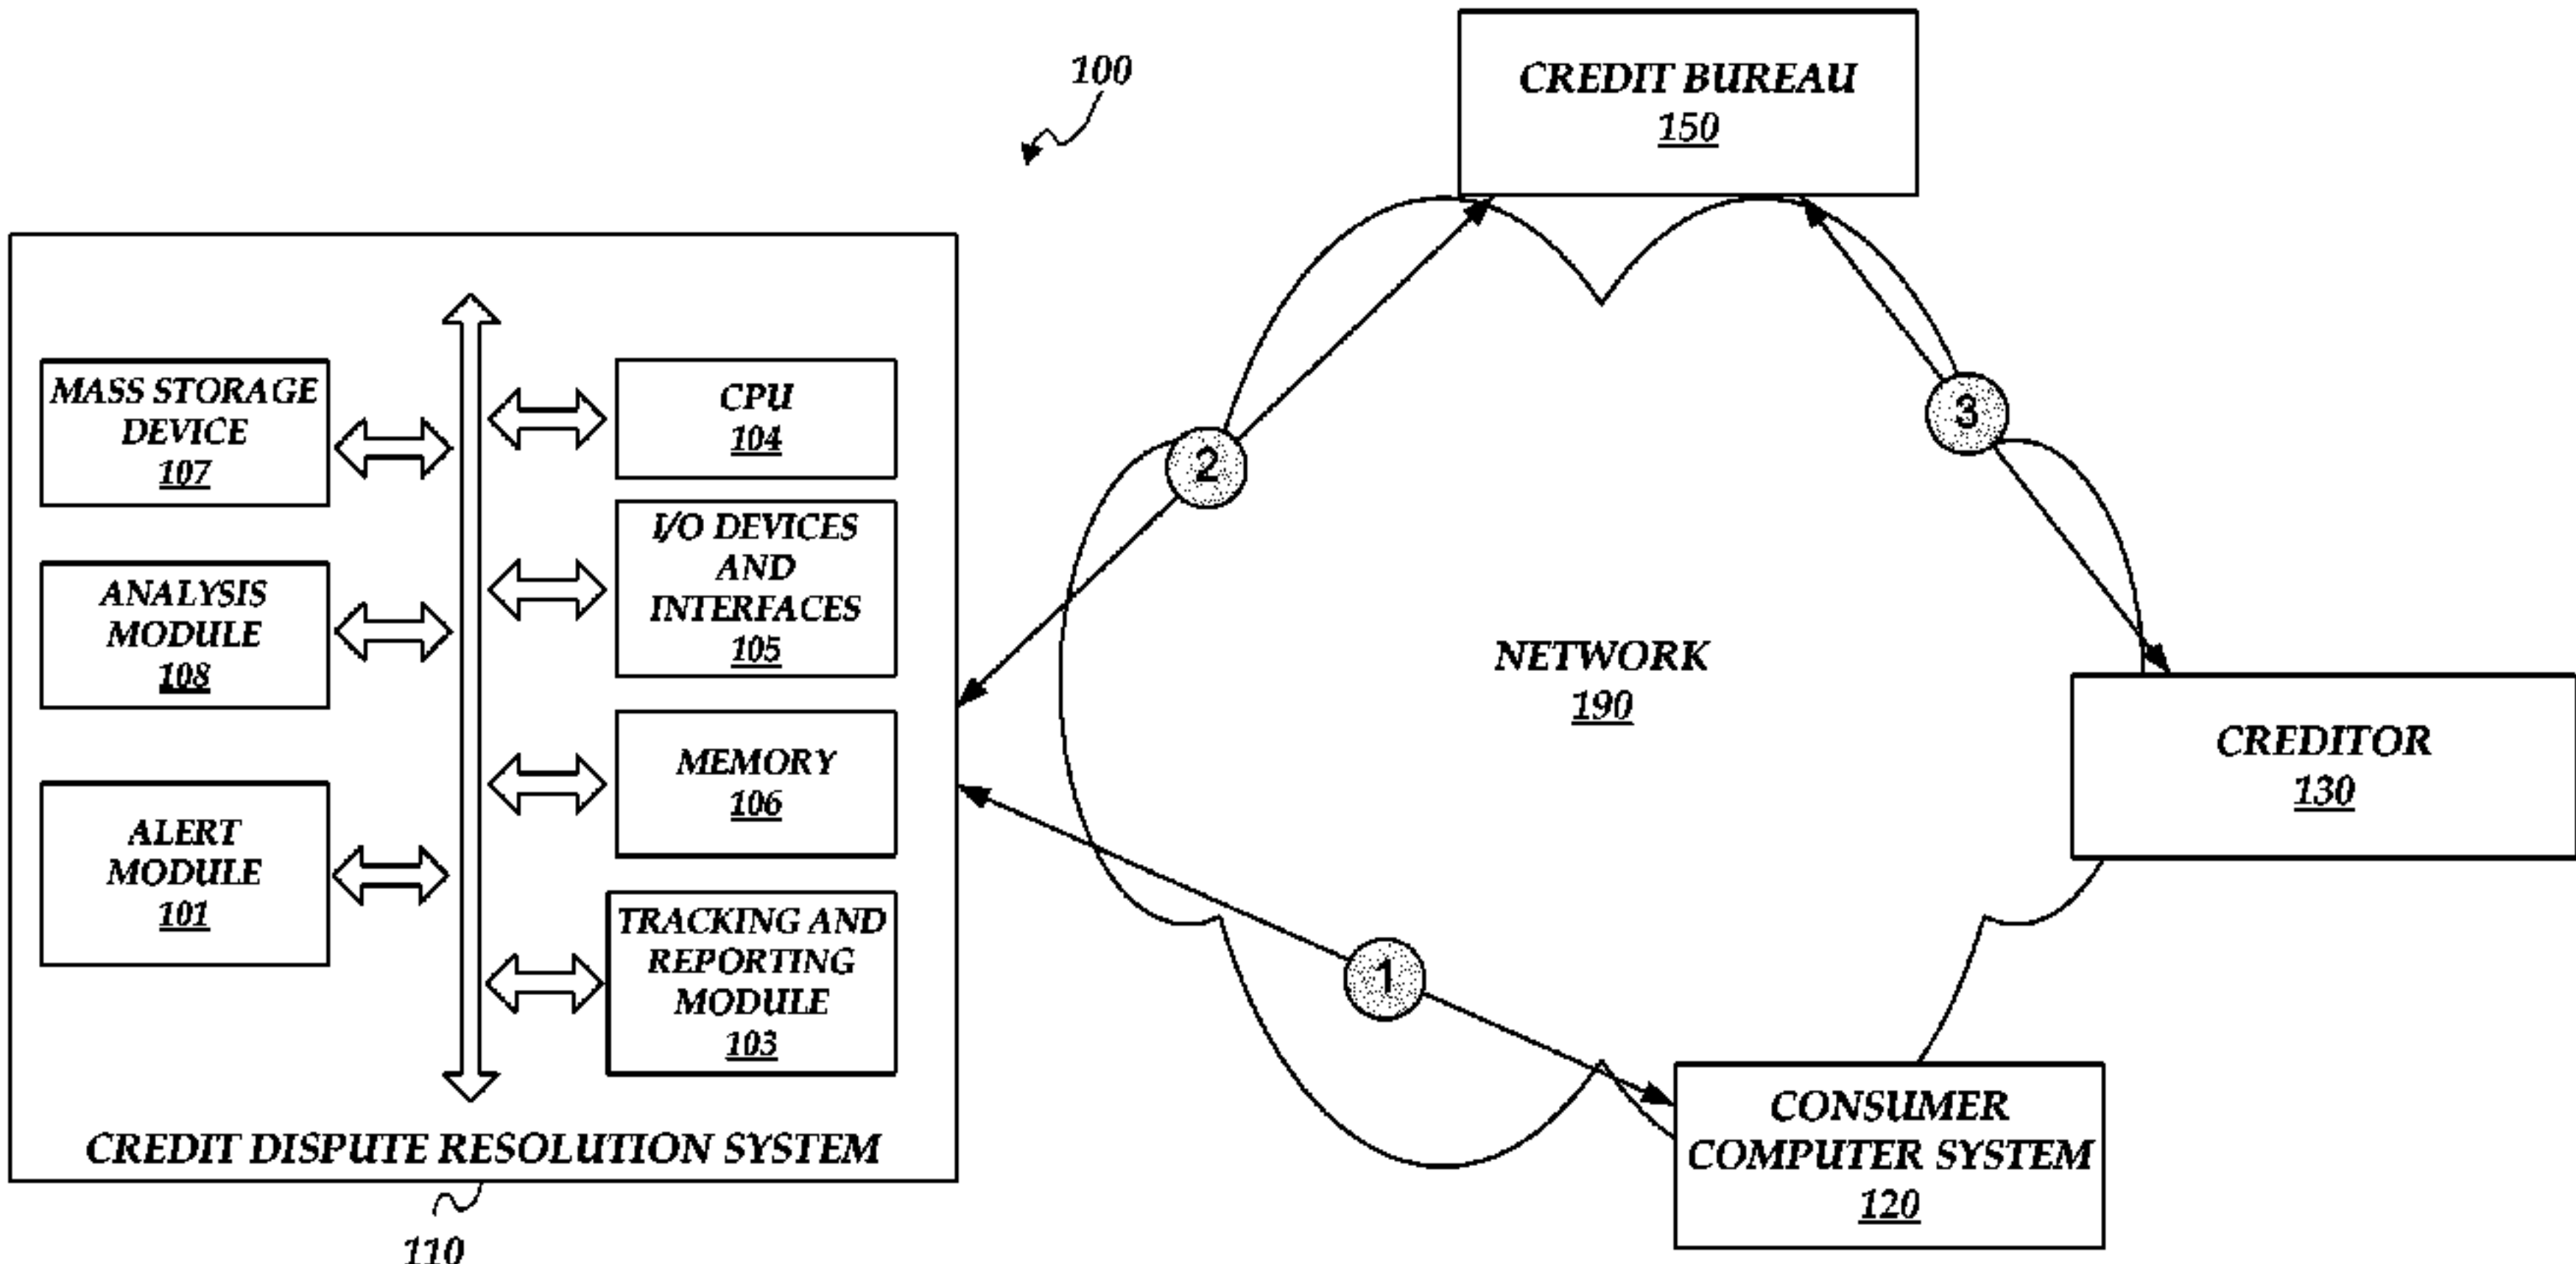 100
CREDIT BUREAU
150
MASS STORAGE
DEVICE
107
ANALYSIS
MODULE
108
ALERT
MODULE
101
CPU
104
I/O DEVICES
AND
INTERFACES
105
MEMORY
106
TRACKING AND
REPORTING
MODULE
103
CREDIT DISPUTE RESOLUTION SYSTEM
110
2
3
NETWORK
190
CREDITOR
130
1
CONSUMER
COMPUTER SYSTEM
120